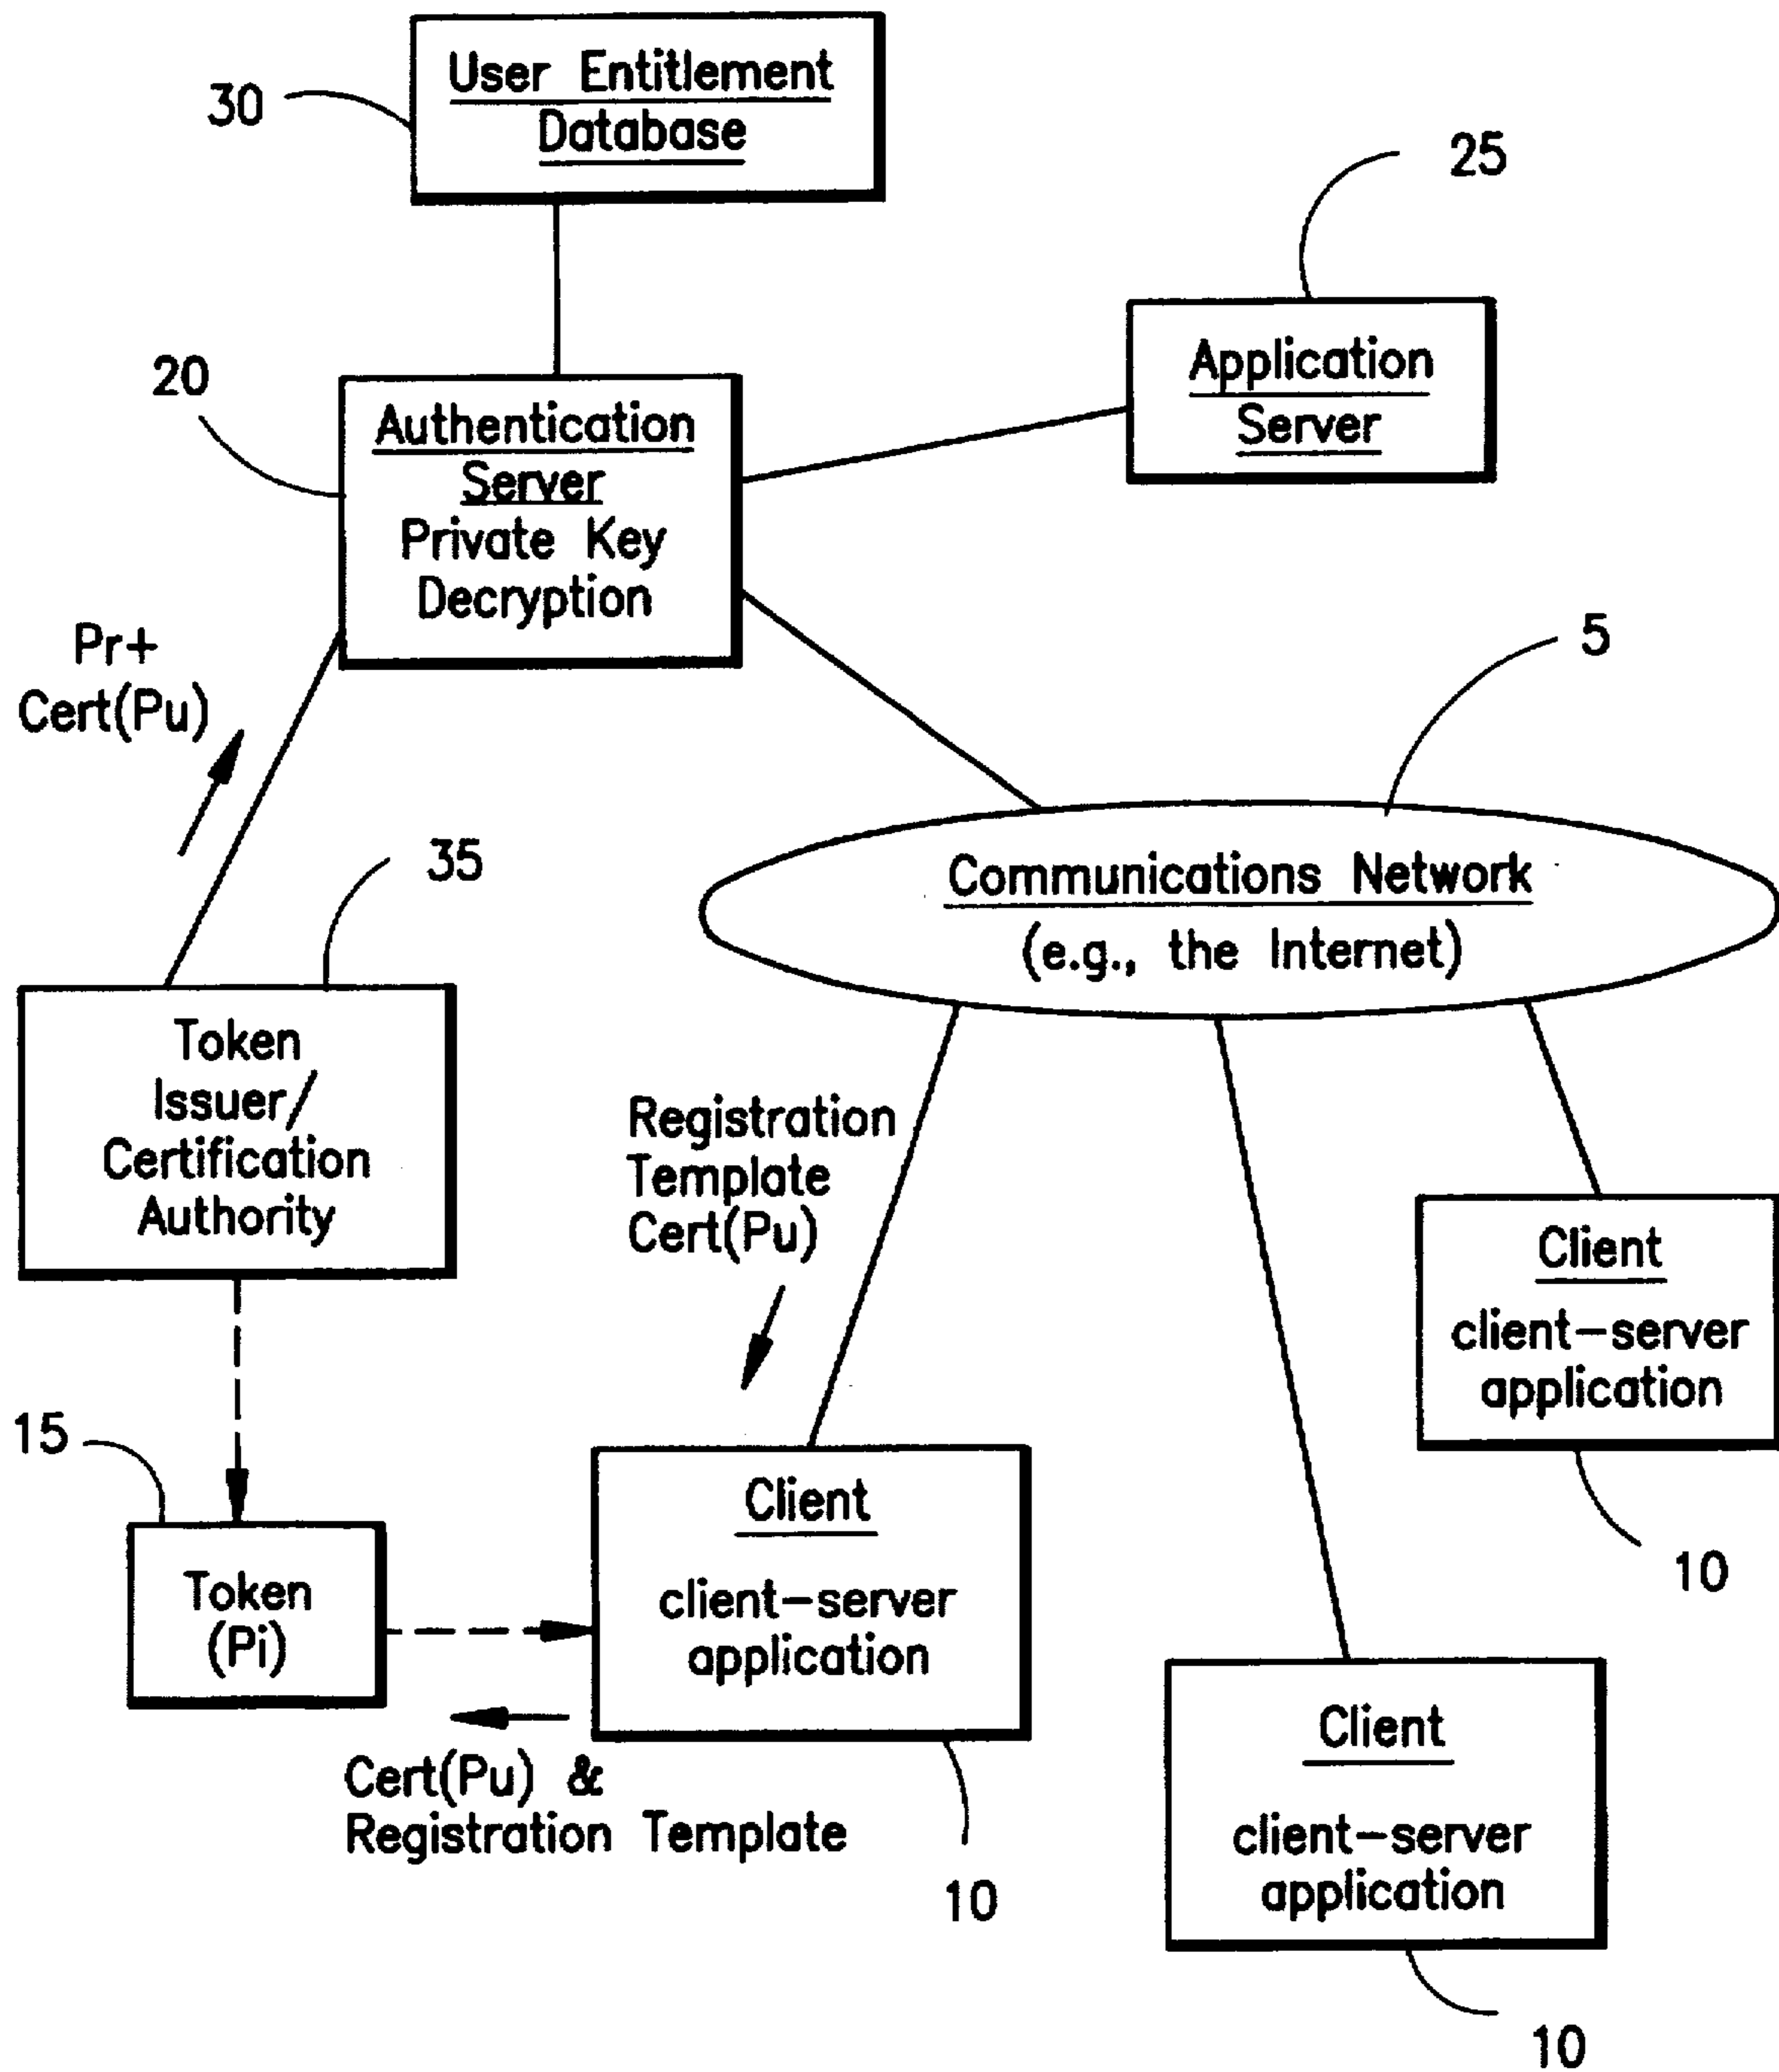 User Entitlement
Database
30
25
Application
Server
20
Authentication
Server
Private Key
Decryption
Pr+
Cert(Pu)
5
Communications Network
(e.g., the Internet)
35
Token
Issuer/
Certification
Authority
Registration
Template
Cert(Pu)
Client
client-server
application
10
15
Token
(Pi)
Client
client-server
application
Cert(Pu) &
Registration Template
10
Client
client-server
application
10